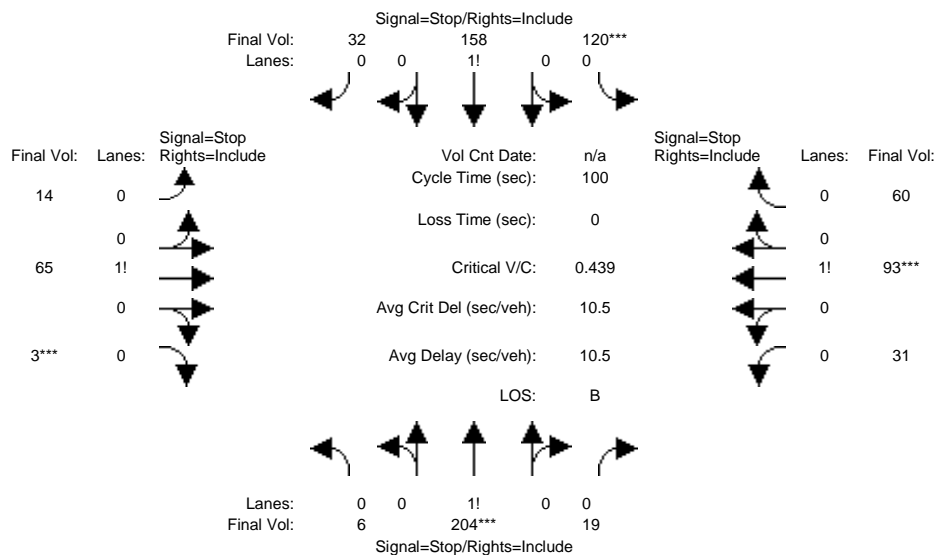 Signal=Stop/Rights=Include
Final Vol: 32 158 120***
Lanes: 0 0 1! 0 0
Signal=Stop
Final Vol: Lanes: Rights=Include
Vol Cnt Date: n/a
Signal=Stop
Rights=Include Lanes: Final Vol:
Cycle Time (sec): 100
14 0
0 60
Loss Time (sec): 0
0
0
65 1!
Critical V/C: 0.439
1! 93***
0
Avg Crit Del (sec/veh): 10.5
0
3*** 0
Avg Delay (sec/veh): 10.5
0 31
LOS: B
Lanes: 0 0 1! 0 0
Final Vol: 6 204*** 19
Signal=Stop/Rights=Include